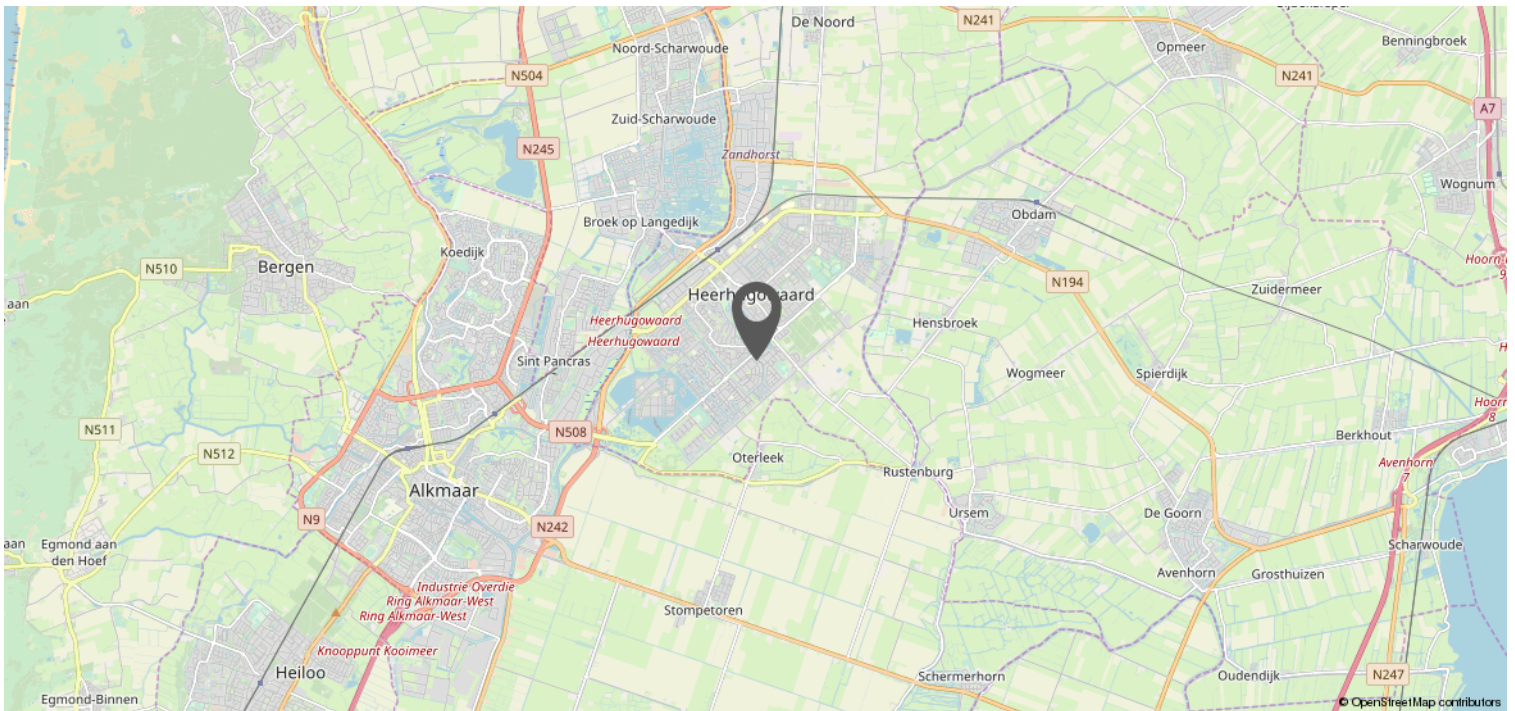 De Noord
N241
Opmeer
Benningbroek
Noord-Scharwoude
N504
N241
A7
Zuid-Scharwoude
N245
Zandhorst
Wognum
Broek op Langedijk
Obdam
Koedijk
N510
Bergen
Hoorn
9
N194
Zuidermeer
aan
Heerhugowaard
Heerhugowaard
Heerhugowaard
Hensbroek
Sint Pancras
Wogmeer
Spierdijk
Hoorn
8
N511
N508
Berkhout
N512
Oterleek
Rustenburg
Avenhorn
7
Alkmaar
N9
N242
Ursem
De Goorn
aan
Egmond aan
den Hoef
Scharwoude
Avenhorn
Grosthuizen
Industrie Overdie
Ring Alkmaar-West
Ring Alkmaar-West
Stompetoren
Knooppunt Kooimeer
Heiloo
Schermerhorn
Oudendijk
N247
Egmond-Binnen
© OpenStreetMap contributors